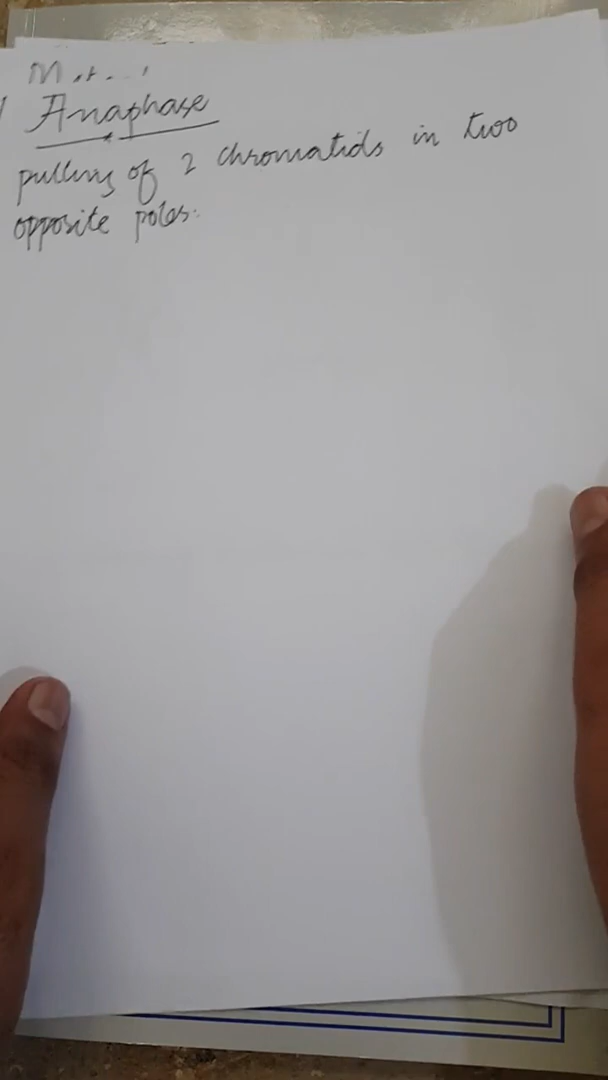 Anaphase
pulling of 2 chromatids in two
opposite poles.